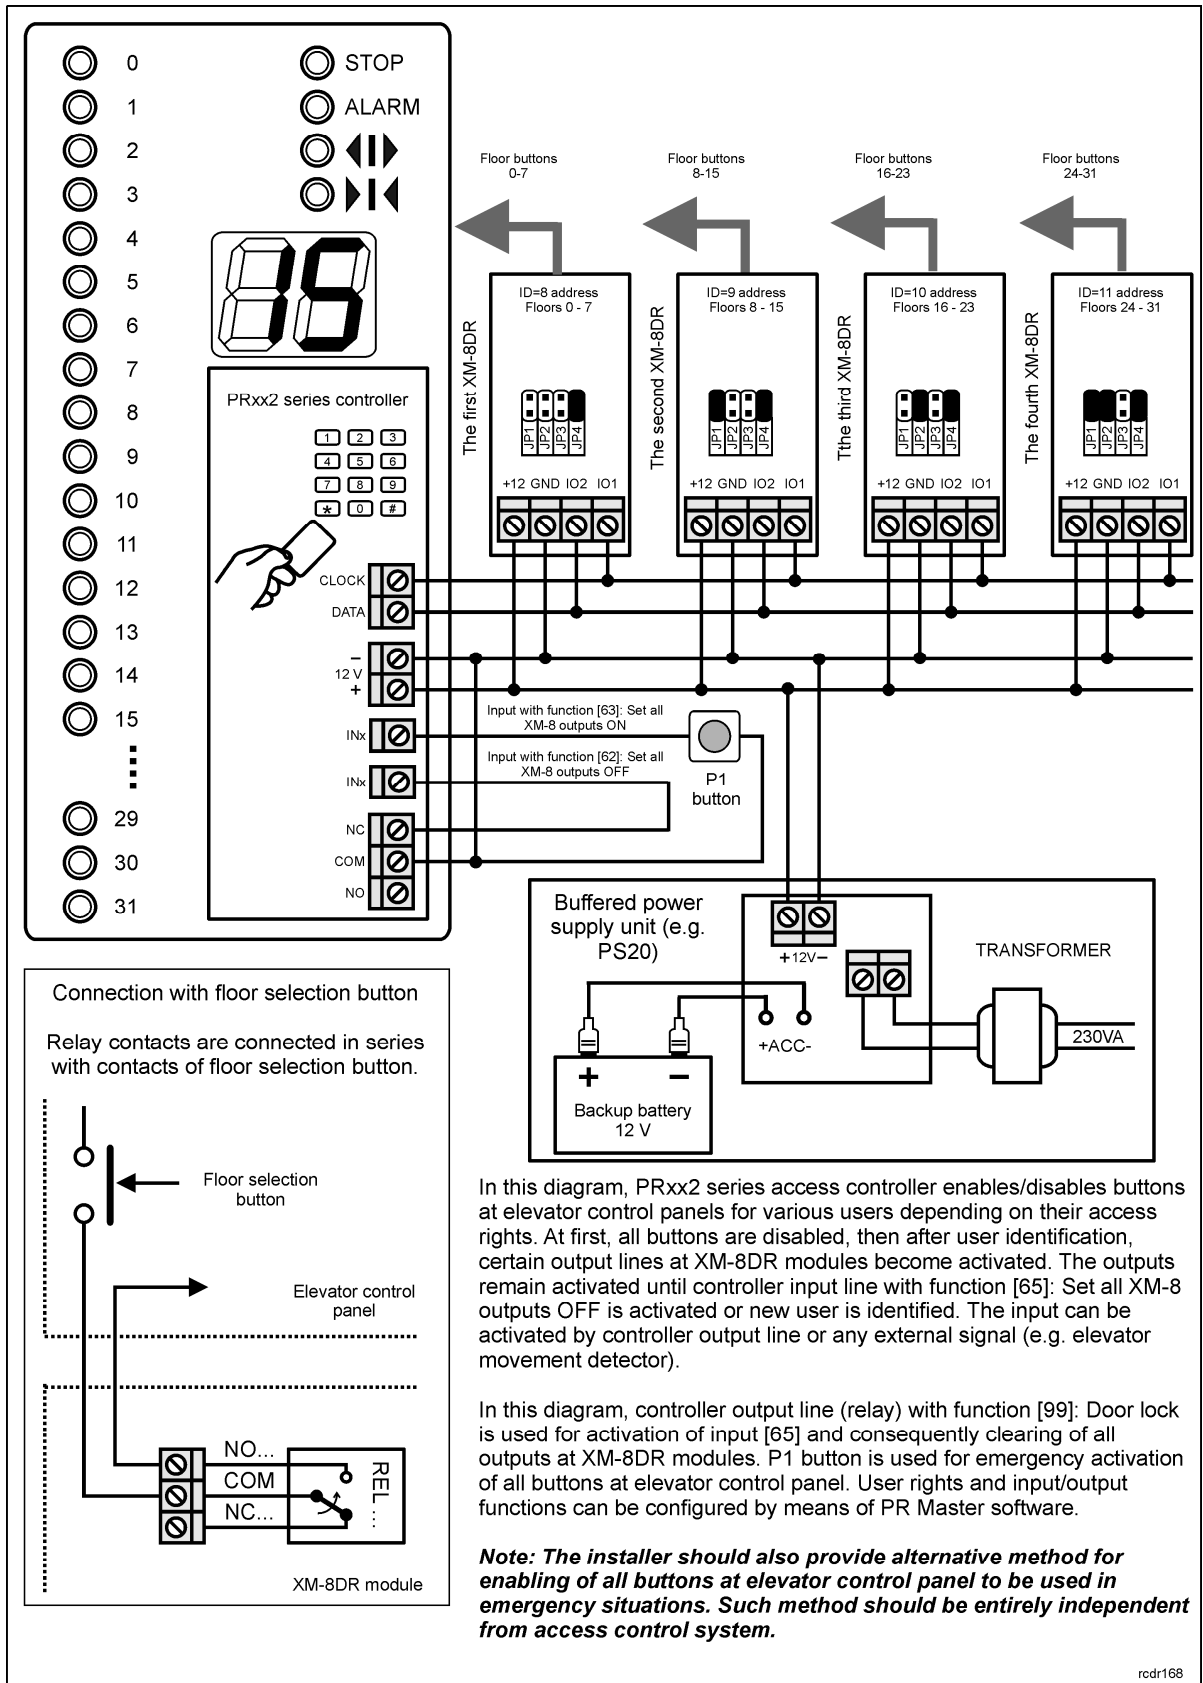 0
1
2
3
4
5
6
7
8
9
10
11
12
13
14
15
29
30
31
STOP
ALARM
15
PRxx2 series controller
1 2 3
4 5 6
7 8 9
* 0 #
CLOCK
DATA
–
12 V
+
INx
INx
NC
COM
NO
Floor buttons
0-7
The first XM-8DR
ID=8 address
Floors 0 - 7
JP1 JP2 JP3 JP4
+12 GND IO2 IO1
Floor buttons
8-15
The second XM-8DR
ID=9 address
Floors 8 - 15
JP1 JP2 JP3 JP4
+12 GND IO2 IO1
Floor buttons
16-23
Tthe third XM-8DR
ID=10 address
Floors 16 - 23
JP1 JP2 JP3 JP4
+12 GND IO2 IO1
Floor buttons
24-31
The fourth XM-8DR
ID=11 address
Floors 24 - 31
JP1 JP2 JP3 JP4
+12 GND IO2 IO1
Input with function [63]: Set all
XM-8 outputs ON
Input with function [62]: Set all
XM-8 outputs OFF
P1
button
Buffered power
supply unit (e.g.
PS20)
+12V–
+ACC-
TRANSFORMER
230VA
+ –
Backup battery
12 V
Connection with floor selection button
Relay contacts are connected in series
with contacts of floor selection button.
Floor selection
button
Elevator control
panel
NO...
COM
NC...
REL ...
XM-8DR module
In this diagram, PRxx2 series access controller enables/disables buttons
at elevator control panels for various users depending on their access
rights. At first, all buttons are disabled, then after user identification,
certain output lines at XM-8DR modules become activated. The outputs
remain activated until controller input line with function [65]: Set all XM-8
outputs OFF is activated or new user is identified. The input can be
activated by controller output line or any external signal (e.g. elevator
movement detector).
In this diagram, controller output line (relay) with function [99]: Door lock
is used for activation of input [65] and consequently clearing of all
outputs at XM-8DR modules. P1 button is used for emergency activation
of all buttons at elevator control panel. User rights and input/output
functions can be configured by means of PR Master software.
Note: The installer should also provide alternative method for
enabling of all buttons at elevator control panel to be used in
emergency situations. Such method should be entirely independent
from access control system.
rcdr168